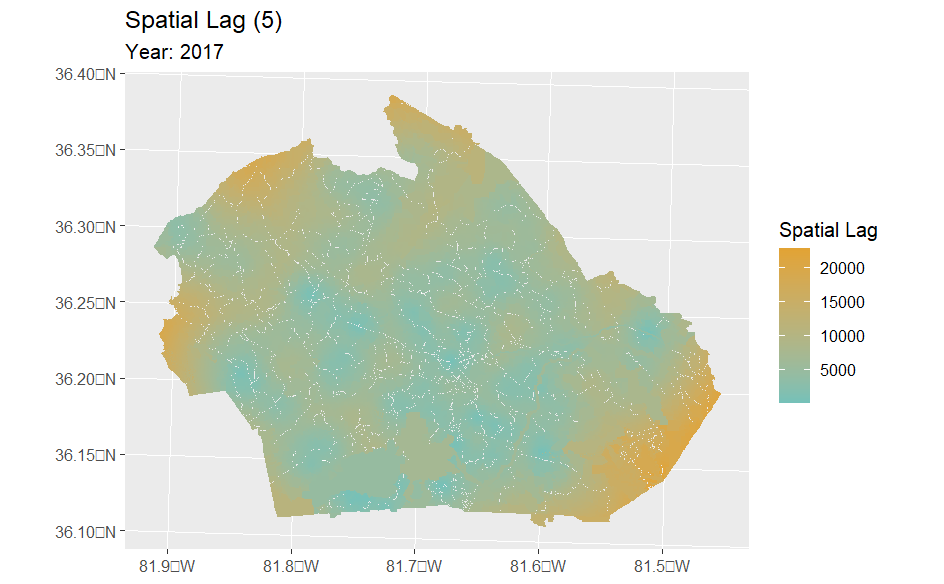 Spatial Lag (5)
Year: 2017
36.40▯N
36.35▯N
36.30▯N
36.25▯N
36.20▯N
36.15▯N
36.10▯N
81.9▯W
81.8▯W
81.7▯W
81.6▯W
81.5▯W
Spatial Lag
20000
15000
10000
5000